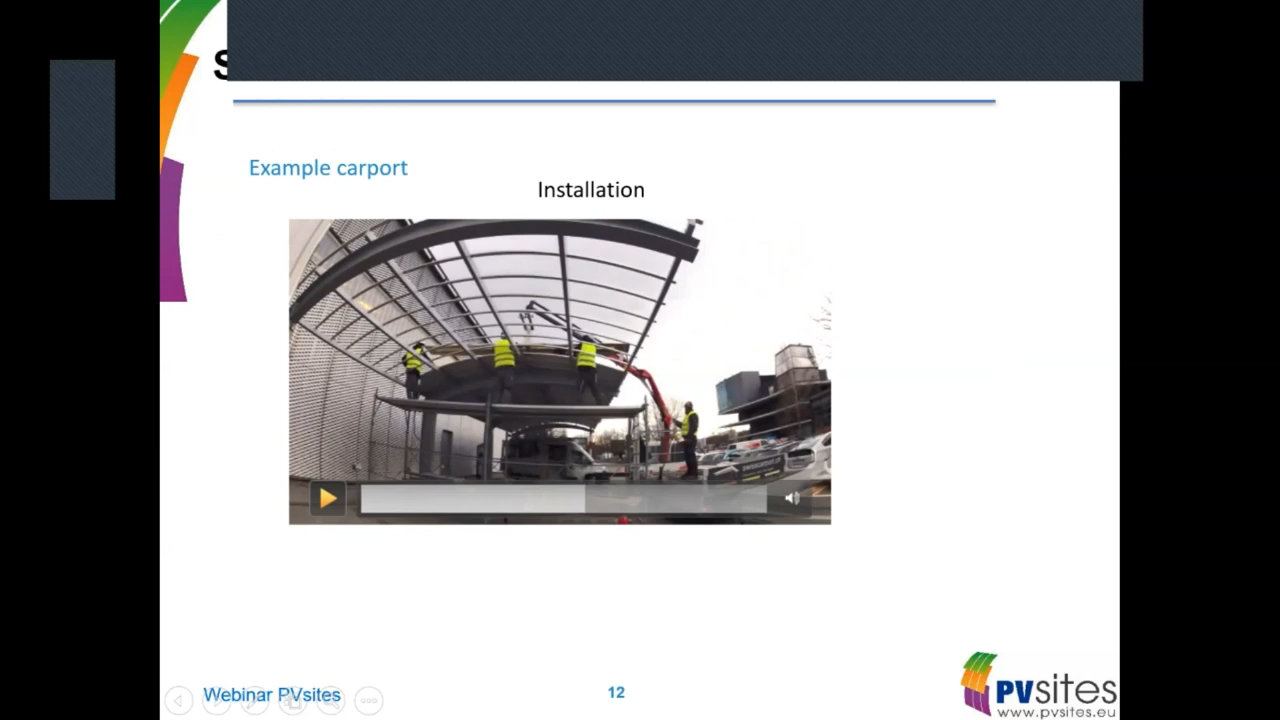 S
Example carport
Installation
Webinar PVsites
12
PVsites
www.pvsites.eu